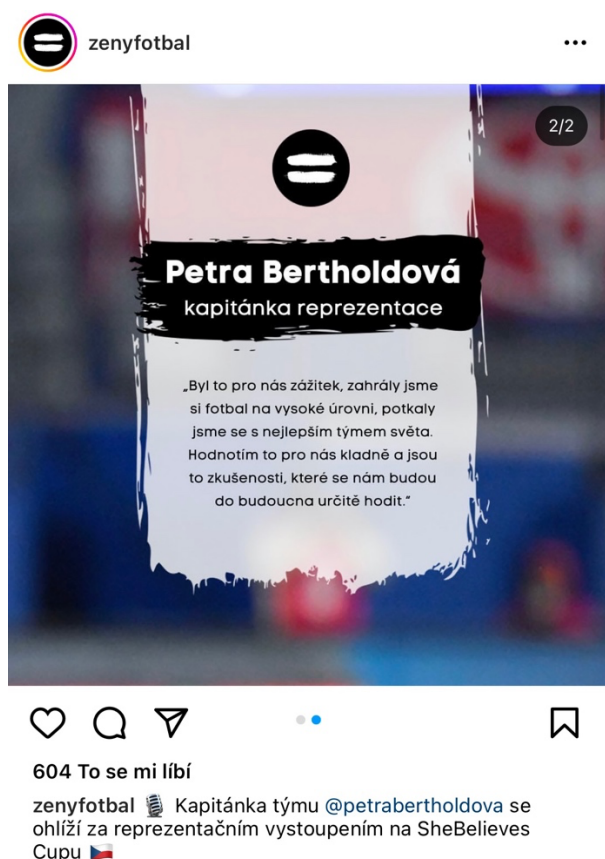 zenyfotbal
2/2
Petra Bertholdová
kapitánka reprezentace
„Byl to pro nás zážitek, zahrály jsme
si fotbal na vysoké úrovni, potkaly
jsme se s nejlepším týmem světa.
Hodnotím to pro nás kladně a jsou
to zkušenosti, které se nám budou
do budoucna určitě hodit.“
604 To se mi líbí
zenyfotbal 🎙️ Kapitánka týmu @petrabertholdova se
ohlíží za reprezentačním vystoupením na SheBelieves
Cupu 🇨🇿